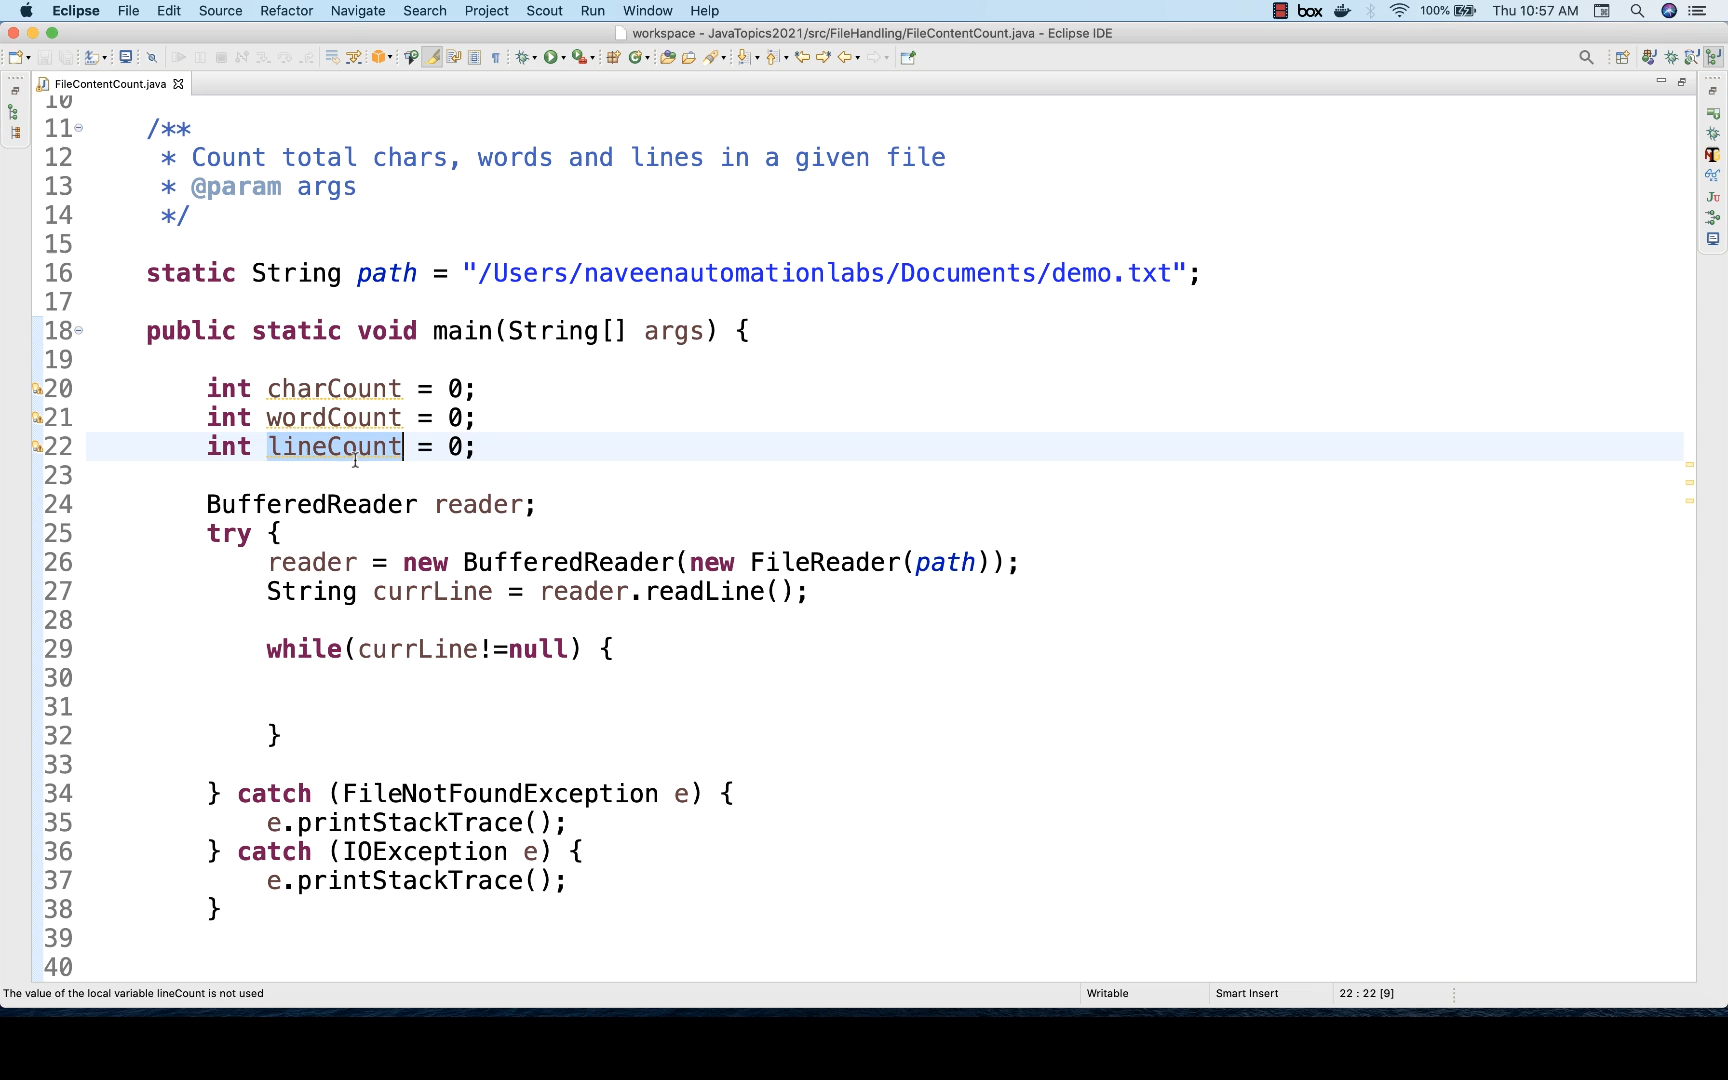 Eclipse File Edit Source Refactor Navigate Search Project Scout Run Window Help box 100% Thu 10:57 AM
workspace - JavaTopics2021/src/FileHandling/FileContentCount.java - Eclipse IDE
FileContentCount.java
10
11 /**
12 * Count total chars, words and lines in a given file
13 * @param args
14 */
15
16 static String path = "/Users/naveenautomationlabs/Documents/demo.txt";
17
18 public static void main(String[] args) {
19
20 int charCount = 0;
21 int wordCount = 0;
22 int lineCount = 0;
23
24 BufferedReader reader;
25 try {
26 reader = new BufferedReader(new FileReader(path));
27 String currLine = reader.readLine();
28
29 while(currLine!=null) {
30
31
32 }
33
34 } catch (FileNotFoundException e) {
35 e.printStackTrace();
36 } catch (IOException e) {
37 e.printStackTrace();
38 }
39
40
The value of the local variable lineCount is not used Writable Smart Insert 22 : 22 [9]